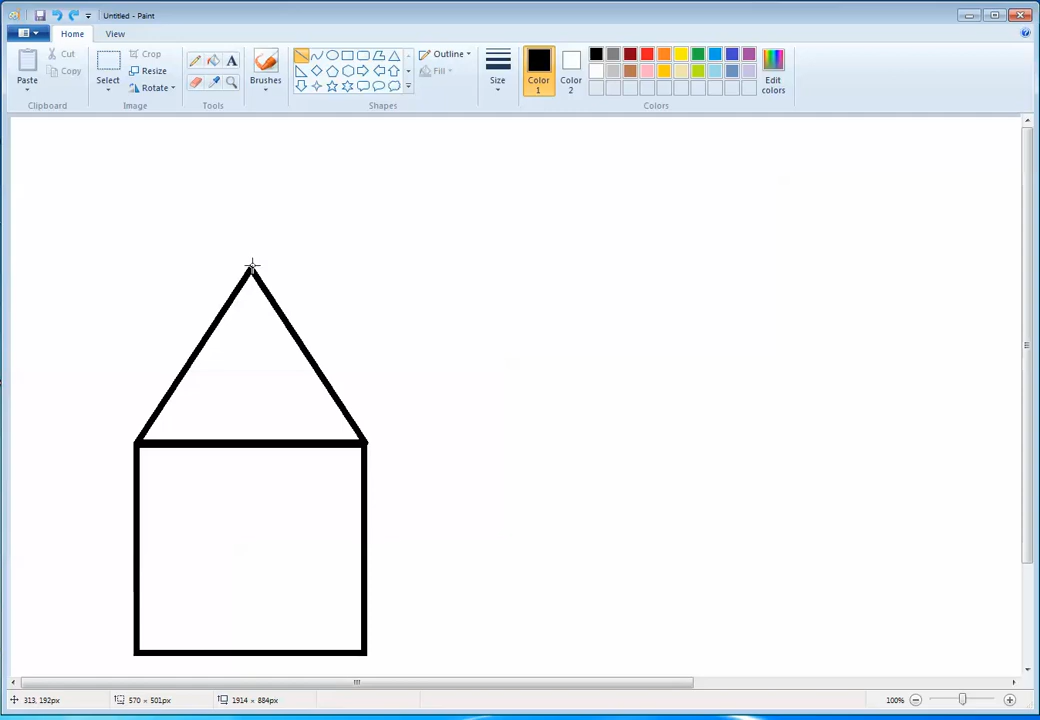 Untitled - Paint
Home View
Paste
Cut
Copy
Clipboard
Select
Crop
Resize
Rotate
Image
A
Tools
Brushes
Outline
Fill
Shapes
Size
Color
1
Color
2
Edit
colors
Colors
313, 192px
570 × 501px
1914 × 884px
100%